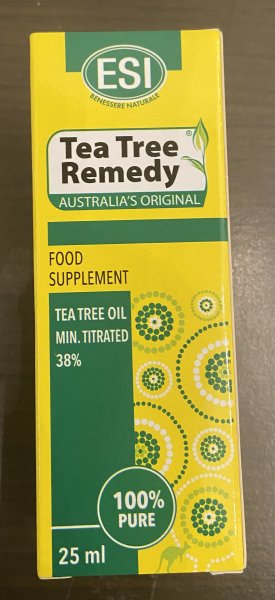 ESI
BENESSERE NATURALE
Tea Tree
Remedy®
AUSTRALIA'S ORIGINAL
FOOD
SUPPLEMENT
TEA TREE OIL
MIN. TITRATED
38%
100%
PURE
25 ml